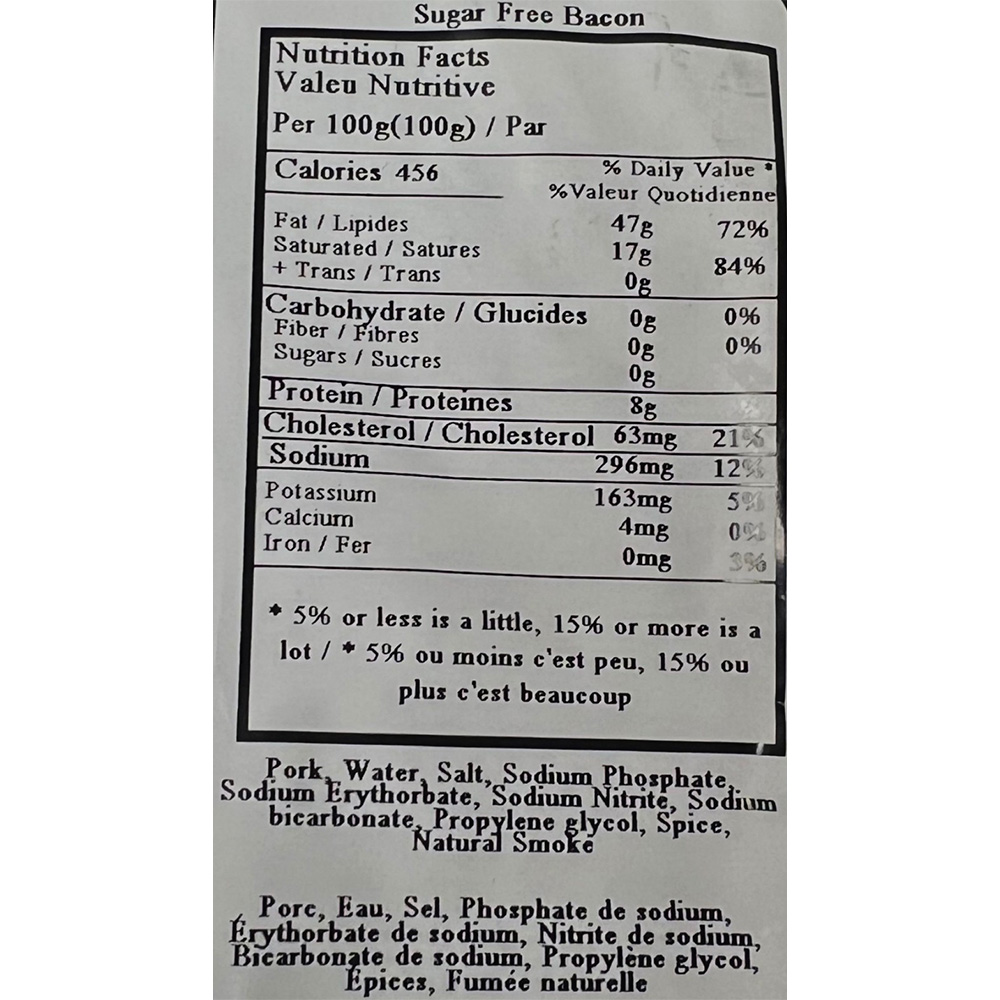 Sugar Free Bacon
Nutrition Facts
Valeu Nutritive
Per 100g(100g) / Par
Calories 456
% Daily Value *
%Valeur Quotidienne
Fat / Lipides 47g 72%
Saturated / Satures 17g 84%
+ Trans / Trans 0g
Carbohydrate / Glucides 0g 0%
Fiber / Fibres 0g 0%
Sugars / Sucres 0g
Protein / Proteines 8g
Cholesterol / Cholesterol 63mg 21%
Sodium 296mg 12%
Potassium 163mg 5%
Calcium 4mg 0%
Iron / Fer 0mg 3%
* 5% or less is a little, 15% or more is a
lot / * 5% ou moins c'est peu, 15% ou
plus c'est beaucoup
Pork, Water, Salt, Sodium Phosphate,
Sodium Erythorbate, Sodium Nitrite, Sodium
bicarbonate, Propylene glycol, Spice,
Natural Smoke
Porc, Eau, Sel, Phosphate de sodium,
Érythorbate de sodium, Nitrite de sodium,
Bicarbonate de sodium, Propylène glycol,
Épices, Fumée naturelle